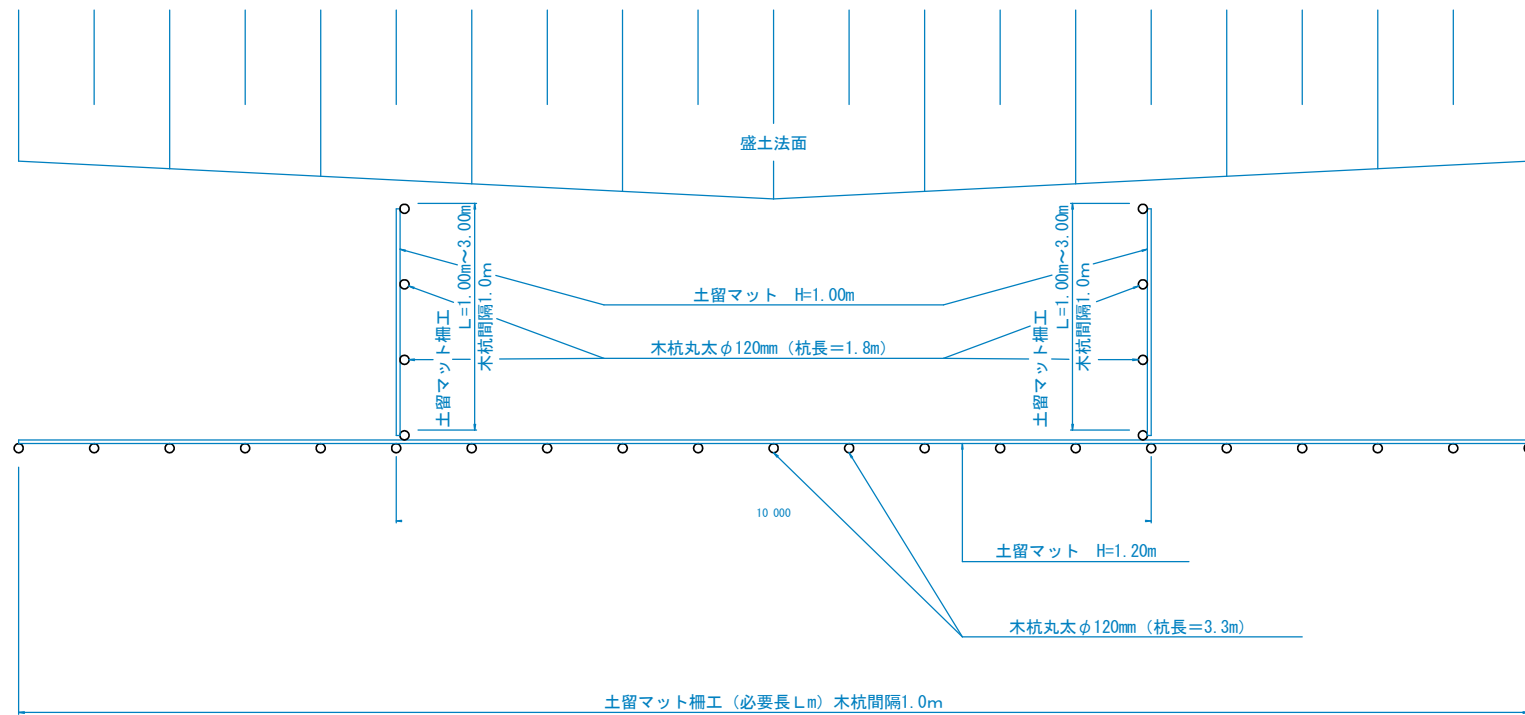 盛土法面
土留マット柵工
L=1.00m~3.00m
木杭間隔1.0m
土留マット H=1.00m
木杭丸太φ120mm（杭長＝1.8m）
土留マット柵工
L=1.00m~3.00m
木杭間隔1.0m
10 000
土留マット H=1.20m
木杭丸太φ120mm（杭長＝3.3m）
土留マット柵工（必要長Lm）木杭間隔1.0m